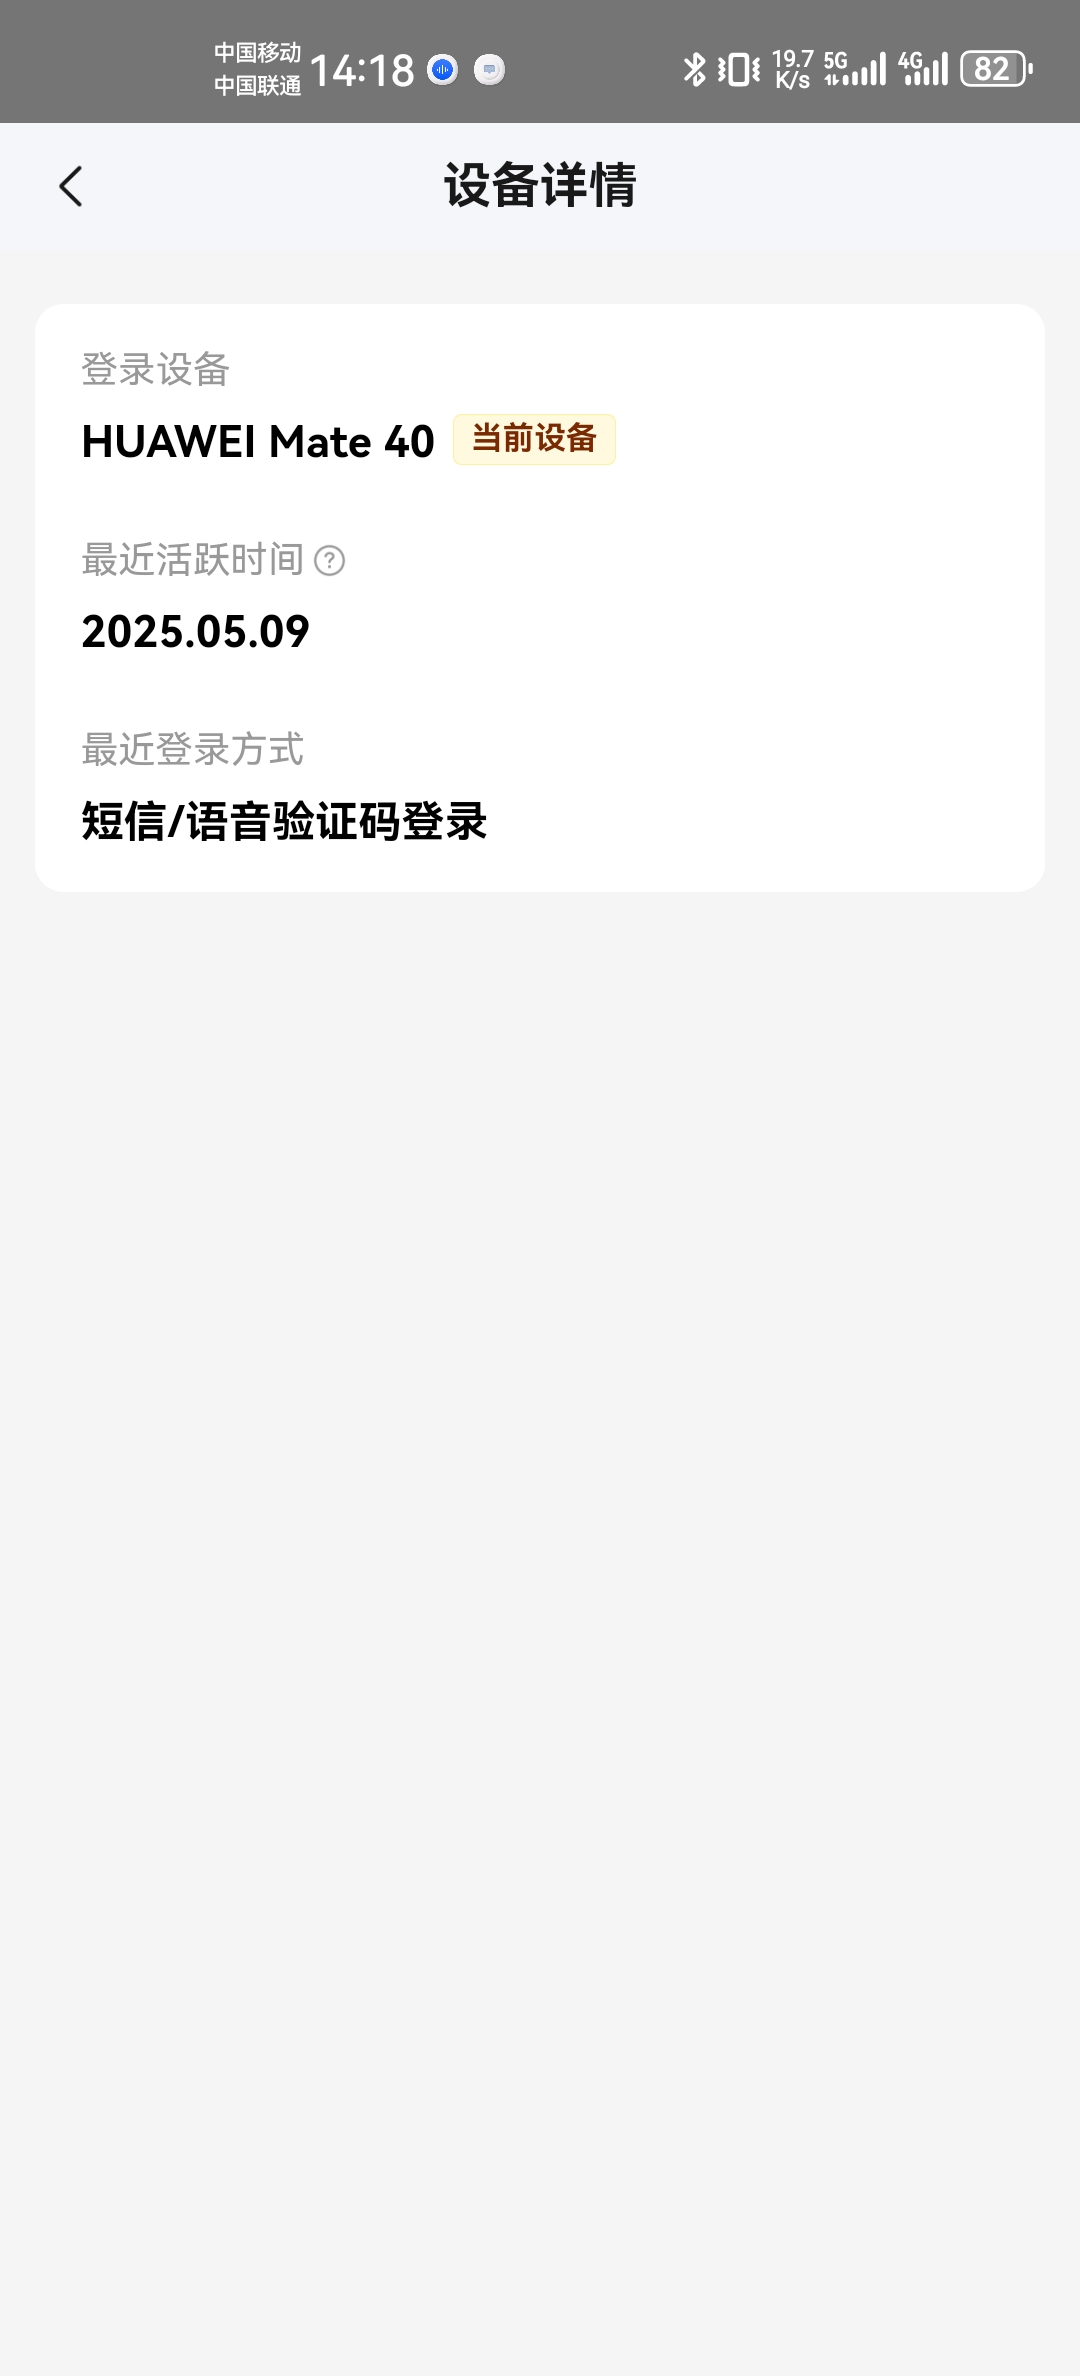 中国移动
中国联通
14:18
19.7
K/s
5G
4G
82
设备详情
登录设备
HUAWEI Mate 40 当前设备
最近活跃时间 ?
2025.05.09
最近登录方式
短信/语音验证码登录